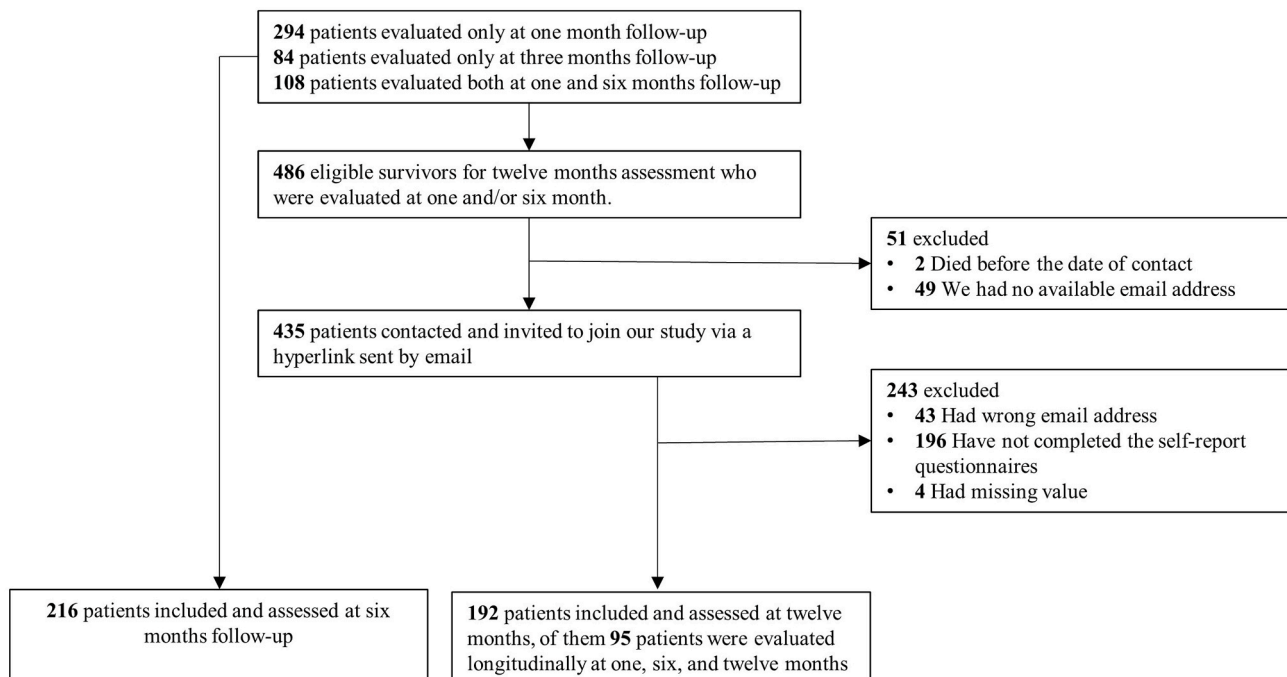 294 patients evaluated only at one month follow-up
84 patients evaluated only at three months follow-up
108 patients evaluated both at one and six months follow-up
486 eligible survivors for twelve months assessment who
were evaluated at one and/or six month.
51 excluded
• 2 Died before the date of contact
• 49 We had no available email address
435 patients contacted and invited to join our study via a
hyperlink sent by email
243 excluded
• 43 Had wrong email address
• 196 Have not completed the self-report
questionnaires
• 4 Had missing value
216 patients included and assessed at six
months follow-up
192 patients included and assessed at twelve
months, of them 95 patients were evaluated
longitudinally at one, six, and twelve months